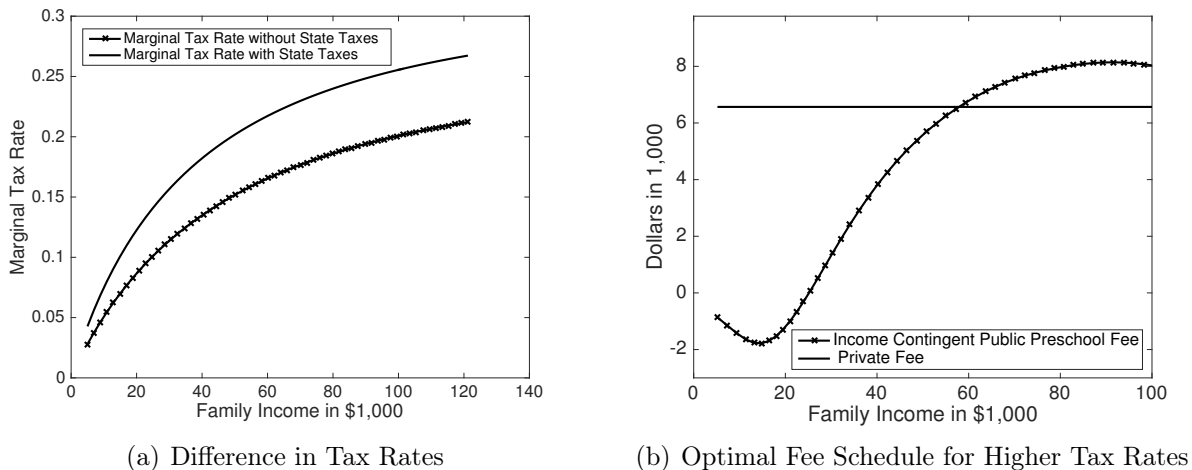 0.3
0.25
0.2
0.15
0.1
0.05
0
Marginal Tax Rate
Marginal Tax Rate without State Taxes
Marginal Tax Rate with State Taxes
0 20 40 60 80 100 120 140
Family Income in $1,000
(a) Difference in Tax Rates
8
6
4
2
0
-2
Dollars in 1,000
Income Contingent Public Preschool Fee
Private Fee
0 20 40 60 80 100
Family Income in $1,000
(b) Optimal Fee Schedule for Higher Tax Rates